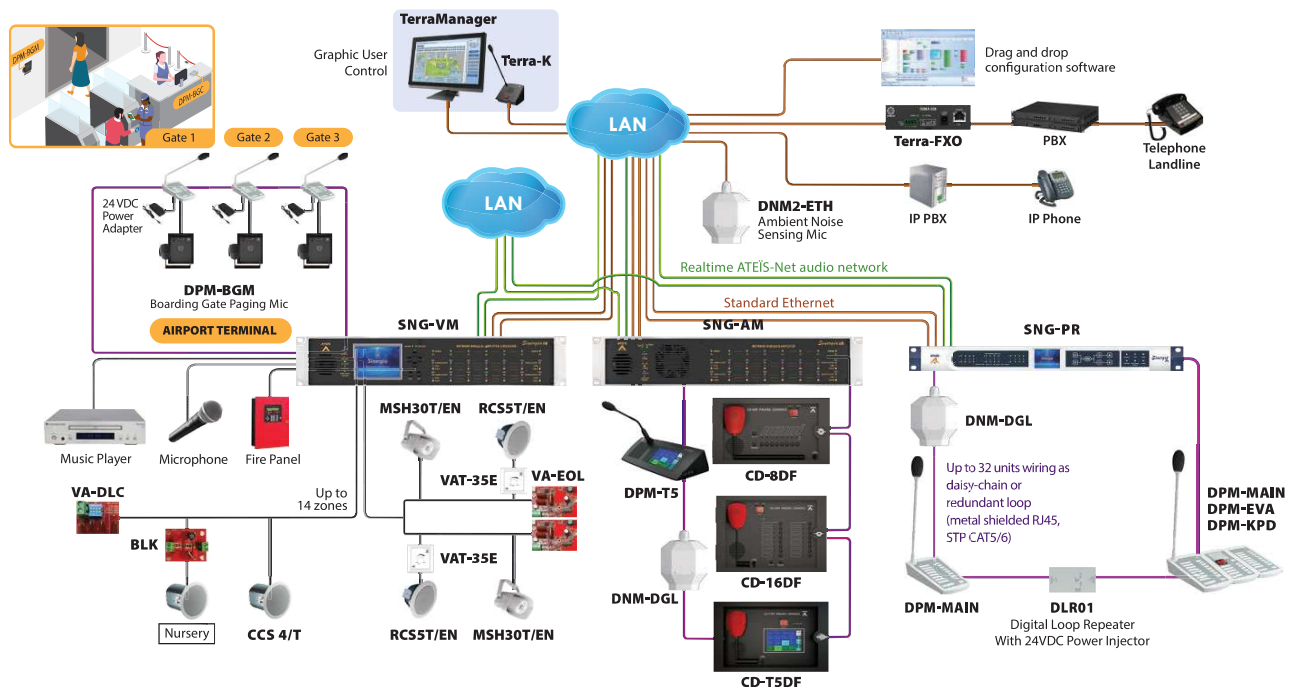 TerraManager
Graphic User
Control
Terra-K
LAN
Drag and drop
configuration software
Terra-FXO
PBX
Telephone
Landline
IP PBX
IP Phone
DPM-BGM
DPM-BGC
Gate 1
Gate 2
Gate 3
24 VDC
Power
Adapter
DPM-BGM
Boarding Gate Paging Mic
AIRPORT TERMINAL
LAN
DNM2-ETH
Ambient Noise
Sensing Mic
Realtime ATEÏS-Net audio network
Standard Ethernet
SNG-VM
SNG-AM
SNG-PR
Music Player
Microphone
Fire Panel
MSH30T/EN
RCS5T/EN
VAT-35E
VA-EOL
VA-DLC
Up to
14 zones
BLK
VAT-35E
Nursery
CCS 4/T
RCS5T/EN
MSH30T/EN
DPM-T5
CD-8DF
DNM-DGL
CD-16DF
CD-T5DF
DNM-DGL
Up to 32 units wiring as
daisy-chain or
redundant loop
(metal shielded RJ45,
STP CAT5/6)
DPM-MAIN
DPM-EVA
DPM-KPD
DPM-MAIN
DLR01
Digital Loop Repeater
With 24VDC Power Injector